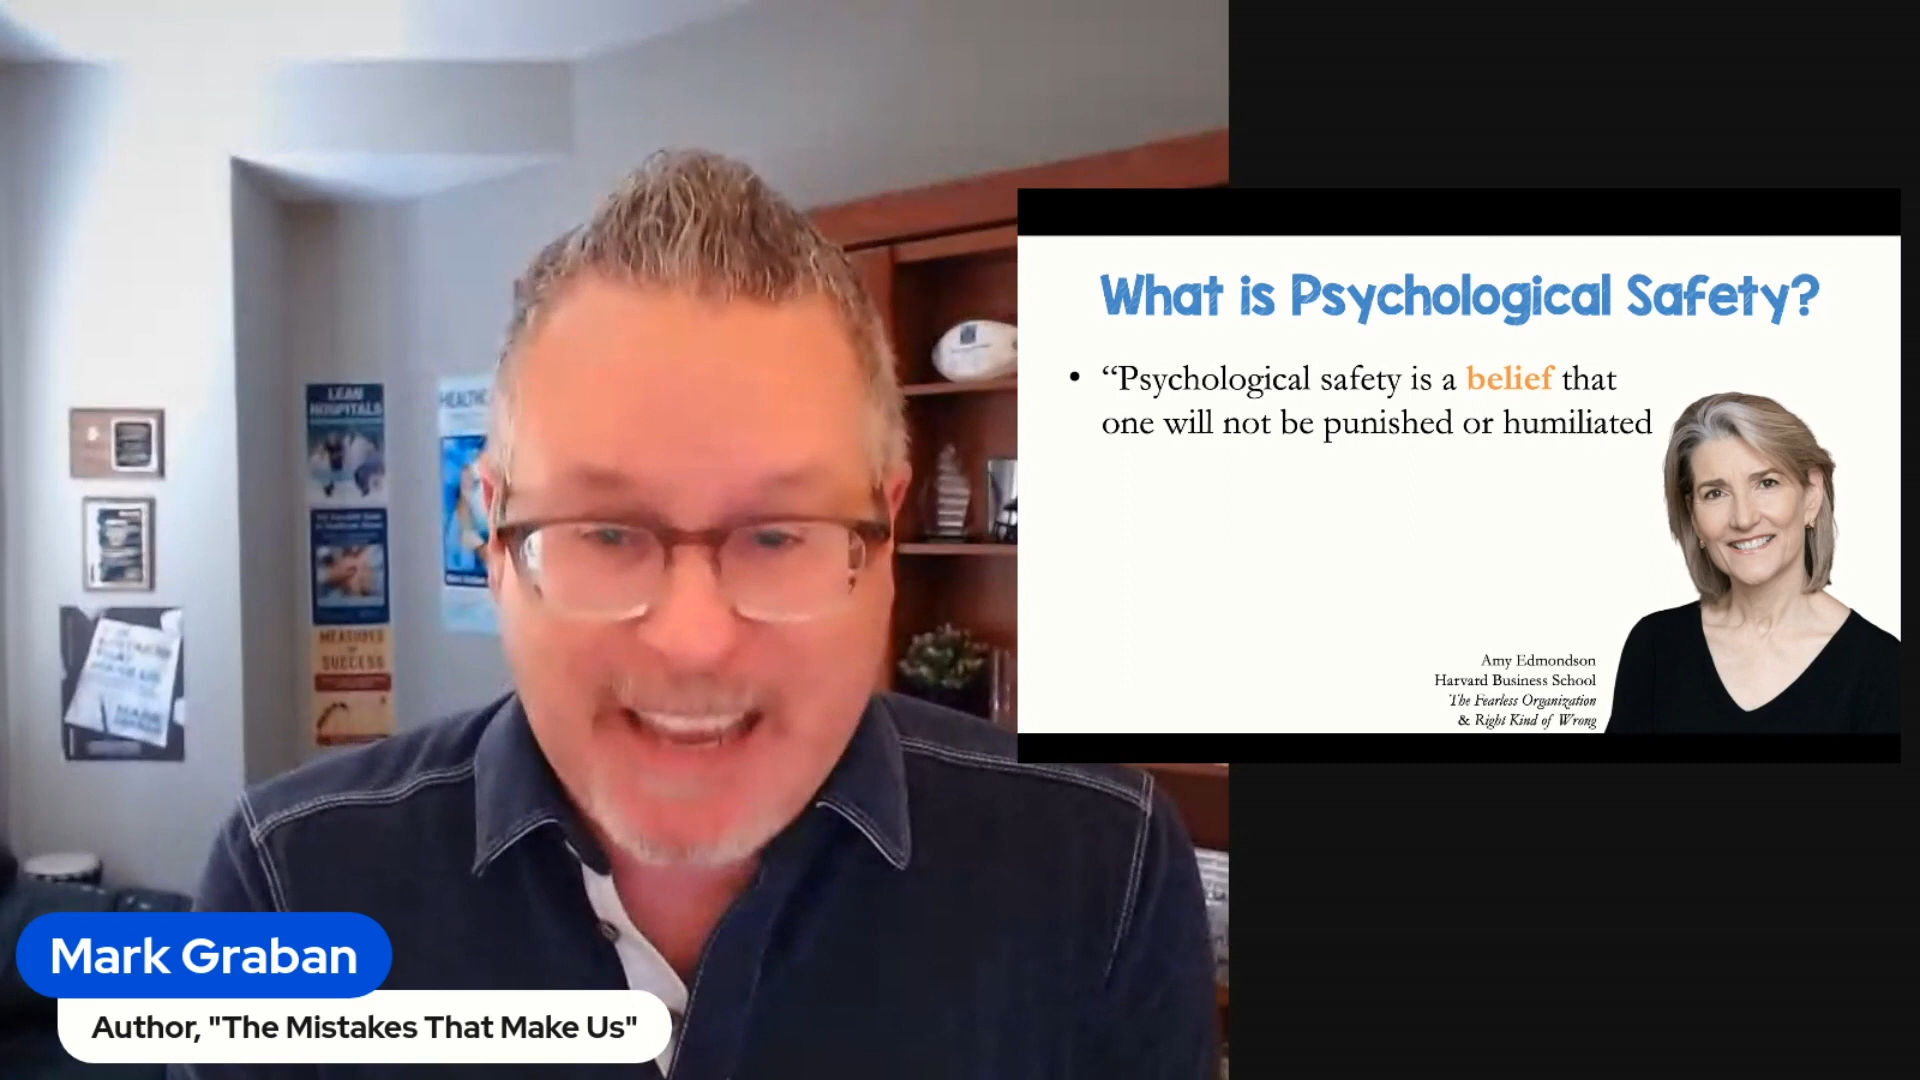 What is Psychological Safety?
• “Psychological safety is a belief that
one will not be punished or humiliated
Amy Edmondson
Harvard Business School
The Fearless Organization
& Right Kind of Wrong
LEAN
HOSPITALS
HEALTHC
MEASURES
OF
SUCCESS
Mark Graban
Author, "The Mistakes That Make Us"